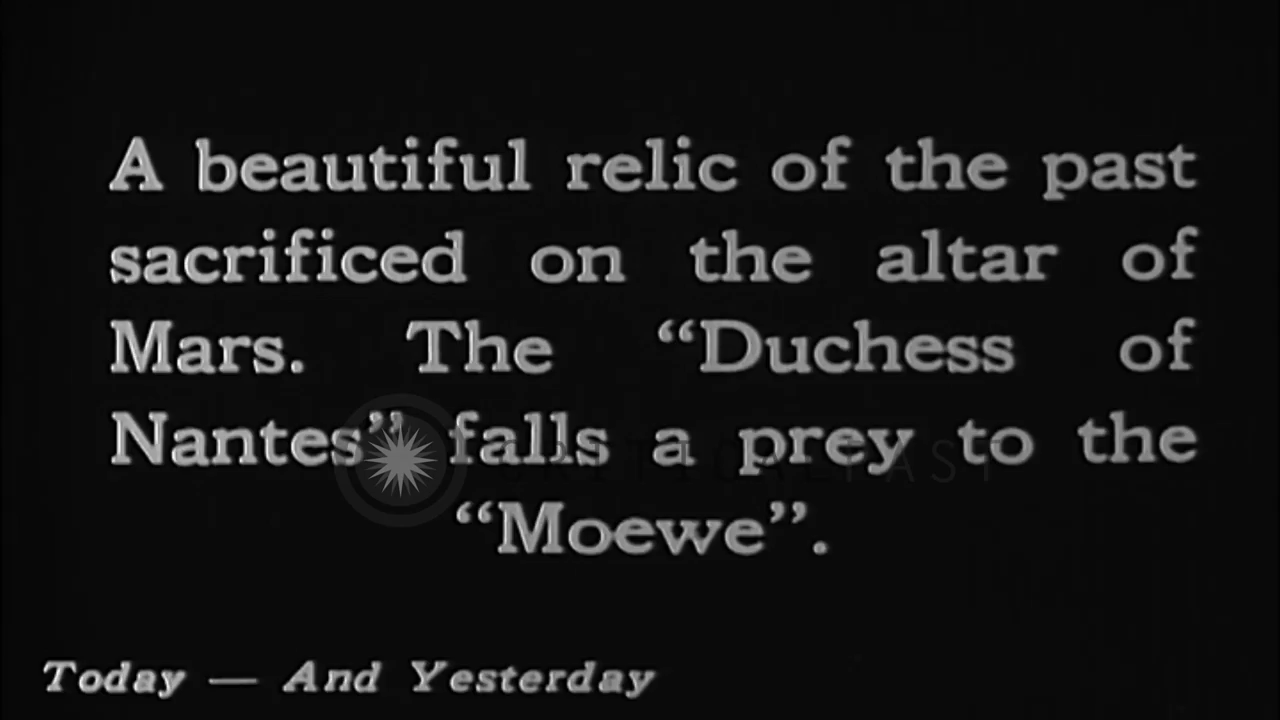 A beautiful relic of the past
sacrificed on the altar of
Mars. The “Duchess of
Nantes” falls a prey to the
“Moewe”.
CRITICALPAST
Today — And Yesterday